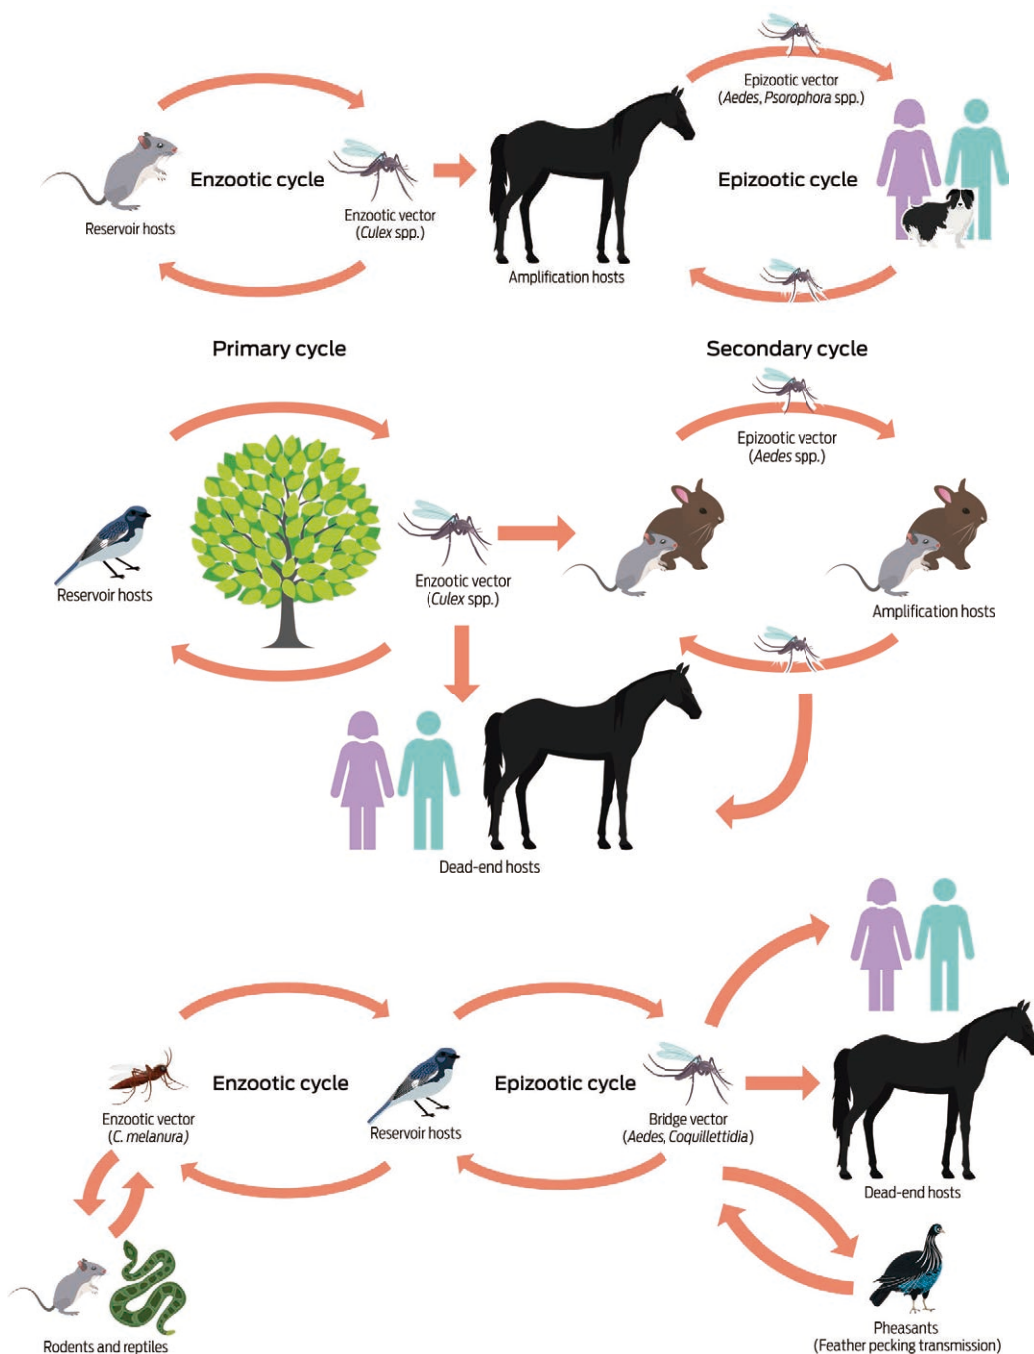 Epizootic vector
(Aedes, Psorophora spp.)
Enzootic cycle
Epizootic cycle
Reservoir hosts
Enzootic vector
(Culex spp.)
Amplification hosts
Primary cycle
Secondary cycle
Epizootic vector
(Aedes spp.)
Reservoir hosts
Enzootic vector
(Culex spp.)
Amplification hosts
Dead-end hosts
Enzootic cycle
Epizootic cycle
Enzootic vector
(C. melanura)
Reservoir hosts
Bridge vector
(Aedes, Coquillettidia)
Dead-end hosts
Rodents and reptiles
Pheasants
(Feather pecking transmission)